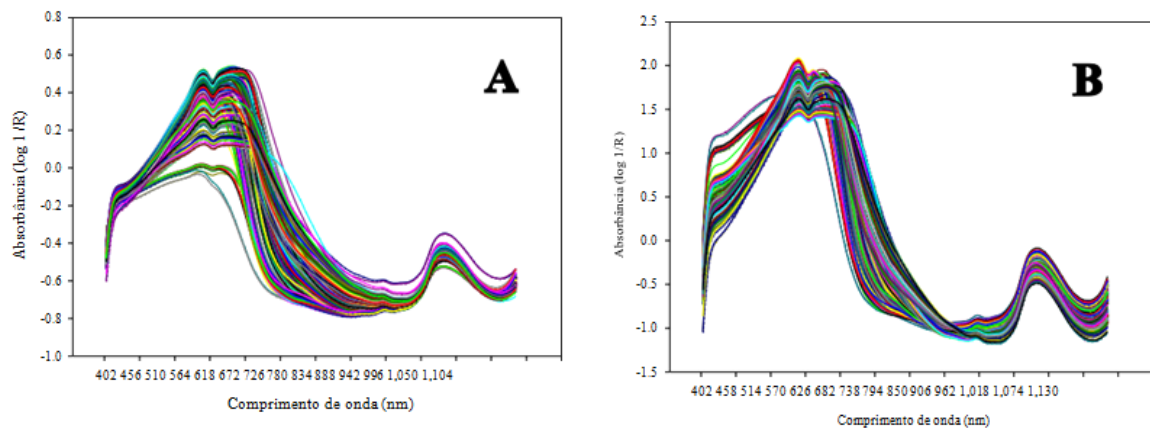 A
0.8
0.6
0.4
0.2
0.0
-0.2
-0.4
-0.6
-0.8
-1.0
Absorbância (log 1/R)
402 456 510 564 618 672 726 780 834 888 942 996 1,050 1,104
Comprimento de onda (nm)
B
2.5
2.0
1.5
1.0
0.5
0.0
-0.5
-1.0
-1.5
Absorbância (log 1/R)
402 458 514 570 626 682 738 794 850 906 962 1,018 1,074 1,130
Comprimento de onda (nm)